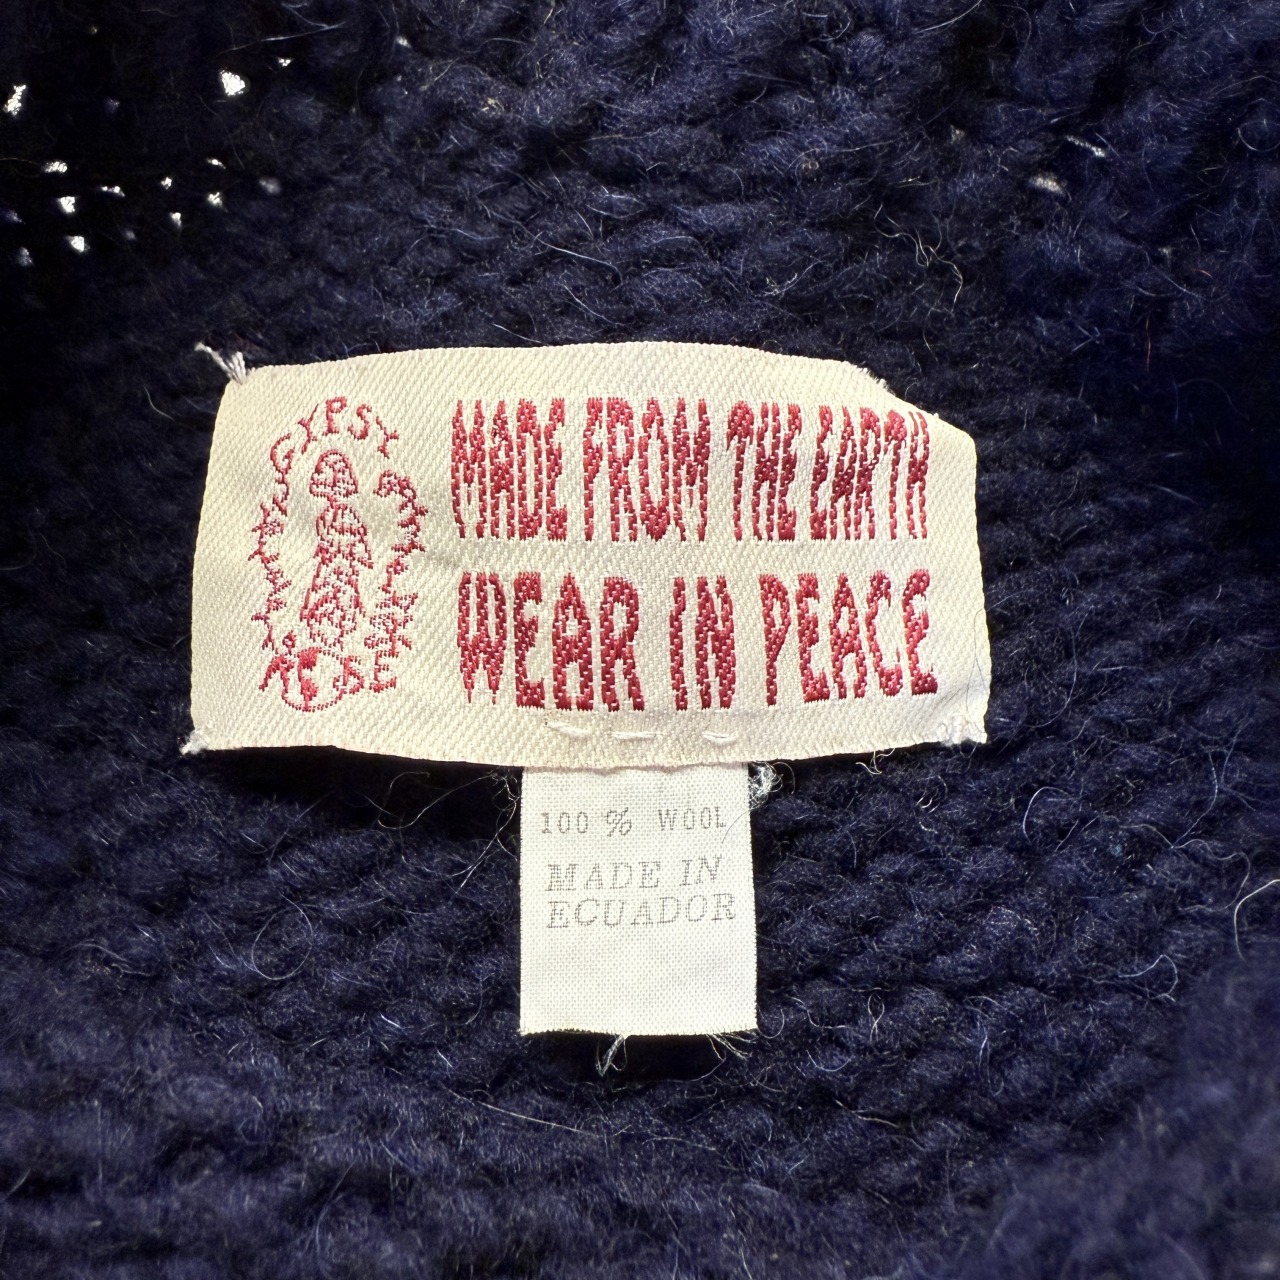 GYPSY
ROSE
MADE FROM THE EARTH
WEAR IN PEACE
100 % WOOL
MADE IN
ECUADOR